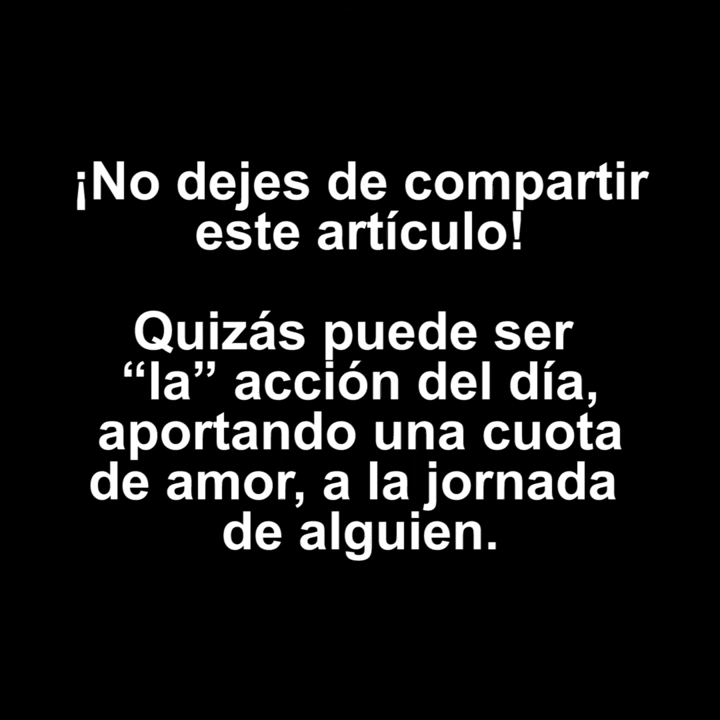 ¡No dejes de compartir
este artículo!
Quizás puede ser
“la” acción del día,
aportando una cuota
de amor, a la jornada
de alguien.